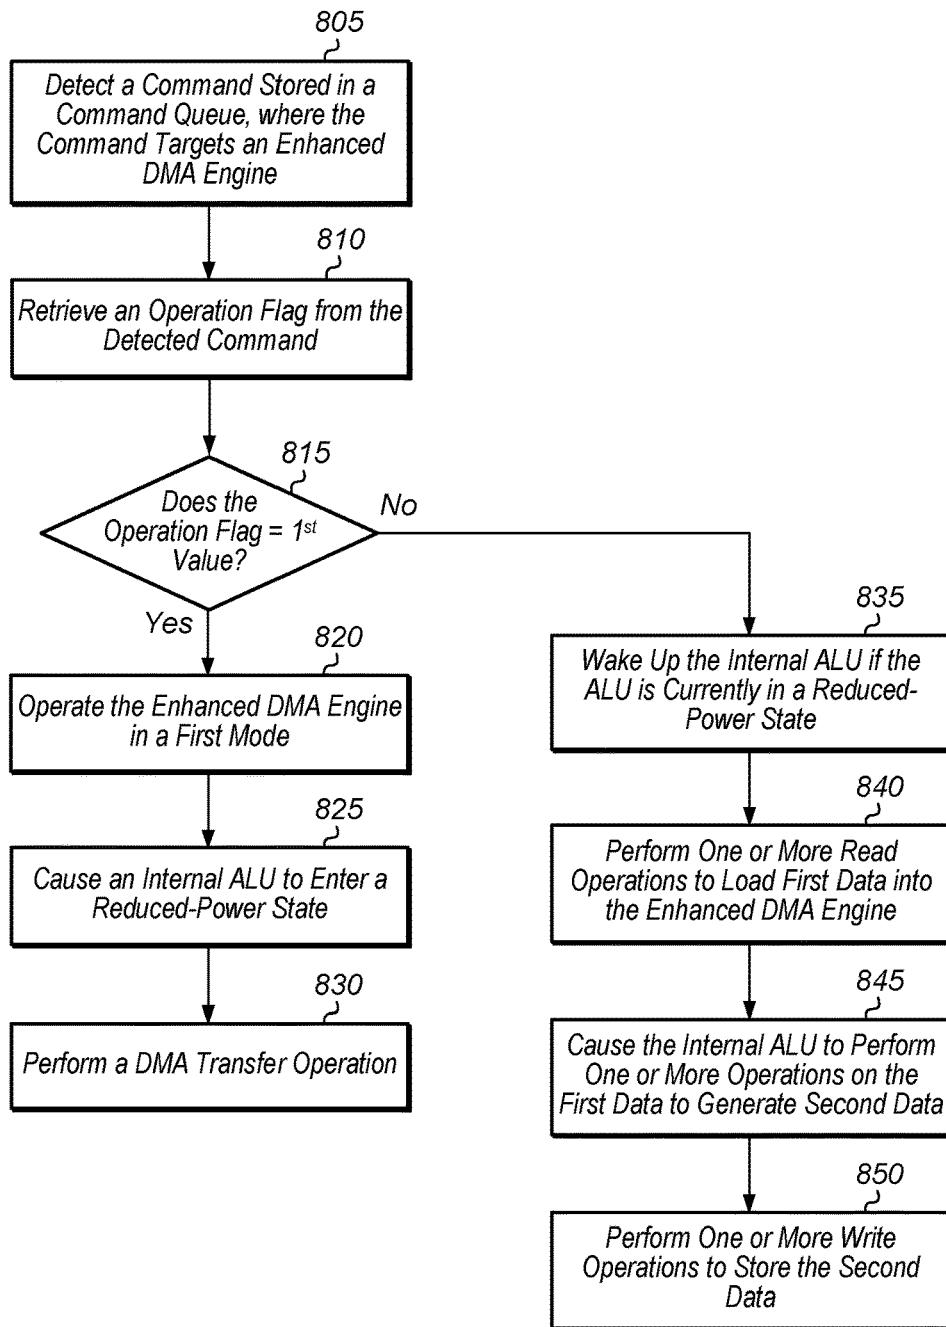 805
Detect a Command Stored in a
Command Queue, where the
Command Targets an Enhanced
DMA Engine
810
Retrieve an Operation Flag from the
Detected Command
815
Does the
Operation Flag = 1st
Value?
No
Yes
820
Operate the Enhanced DMA Engine
in a First Mode
825
Cause an Internal ALU to Enter a
Reduced-Power State
830
Perform a DMA Transfer Operation
835
Wake Up the Internal ALU if the
ALU is Currently in a Reduced-
Power State
840
Perform One or More Read
Operations to Load First Data into
the Enhanced DMA Engine
845
Cause the Internal ALU to Perform
One or More Operations on the
First Data to Generate Second Data
850
Perform One or More Write
Operations to Store the Second
Data